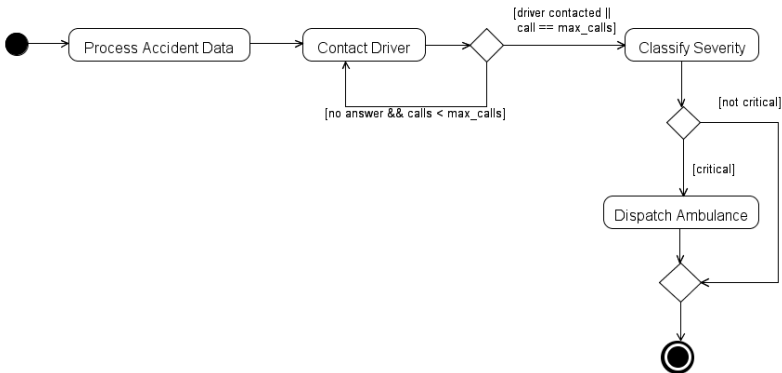 [driver contacted ||
call == max_calls]
Process Accident Data
Contact Driver
Classify Severity
[no answer && calls < max_calls]
[not critical]
[critical]
Dispatch Ambulance